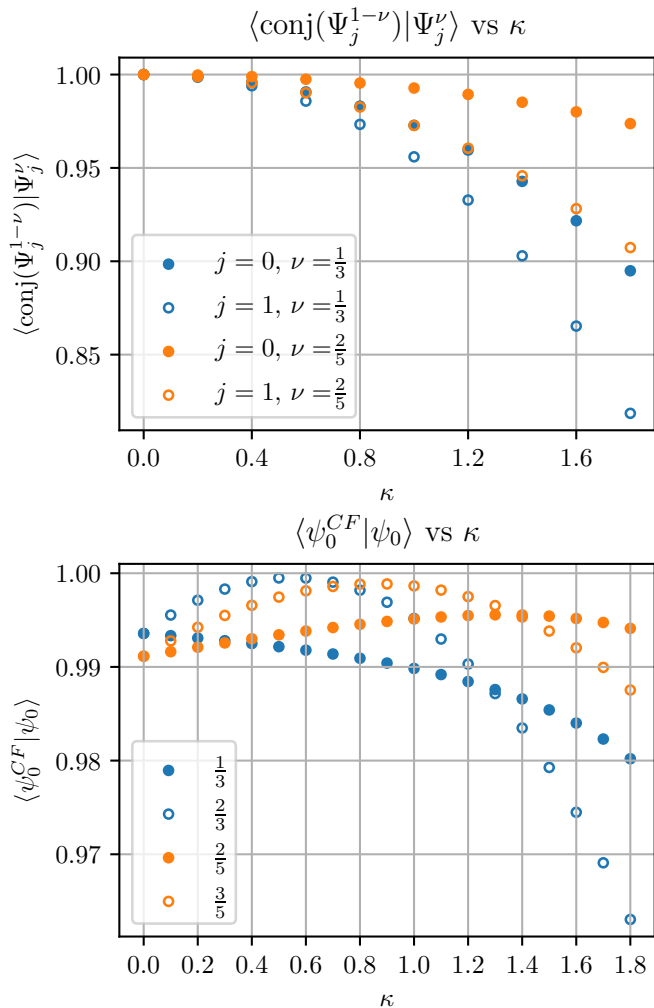 ⟨conj(Ψ_j^{1−ν})|Ψ_j^ν⟩ vs κ
⟨conj(Ψ_j^{1−ν})|Ψ_j^ν⟩
1.00
0.95
0.90
0.85
j = 0, ν = 1/3
j = 1, ν = 1/3
j = 0, ν = 2/5
j = 1, ν = 2/5
0.0 0.4 0.8 1.2 1.6
κ
⟨ψ_0^{CF}|ψ_0⟩ vs κ
⟨ψ_0^{CF}|ψ_0⟩
1.00
0.99
0.98
0.97
1/3
2/3
2/5
3/5
0.0 0.2 0.4 0.6 0.8 1.0 1.2 1.4 1.6 1.8
κ